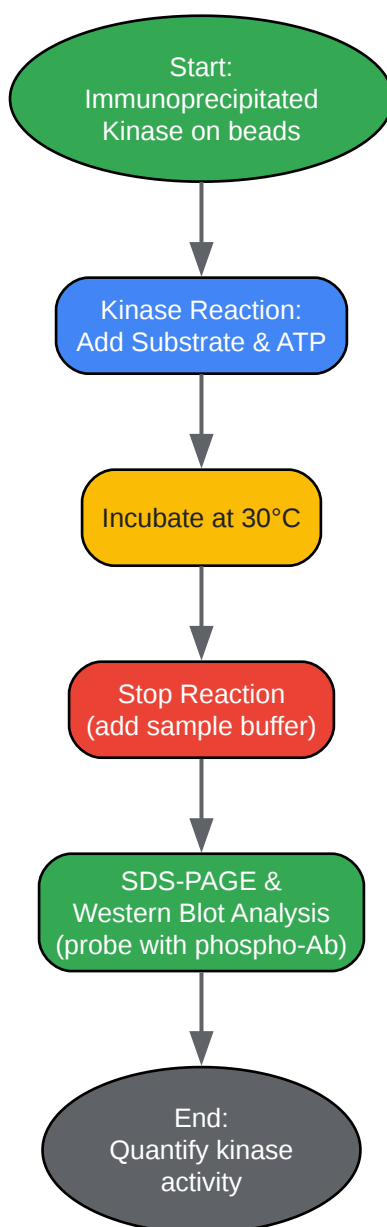 Start:
Immunoprecipitated
Kinase on beads
Kinase Reaction:
Add Substrate & ATP
Incubate at 30°C
Stop Reaction
(add sample buffer)
SDS-PAGE &
Western Blot Analysis
(probe with phospho-Ab)
End:
Quantify kinase
activity